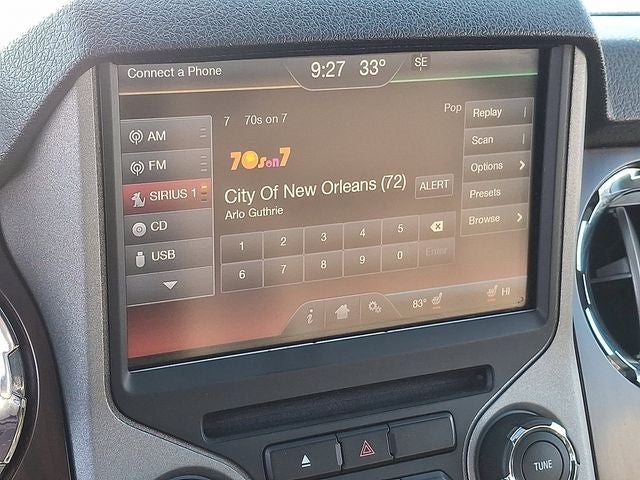 Connect a Phone
9:27 33°
SE
7 70s on 7
Pop
70s on 7
City Of New Orleans (72)
Arlo Guthrie
ALERT
AM
FM
SIRIUS 1
CD
USB
1 2 3 4 5
6 7 8 9 0 Enter
Replay
Scan
Options
Presets
Browse
i
83°
HI
TUNE